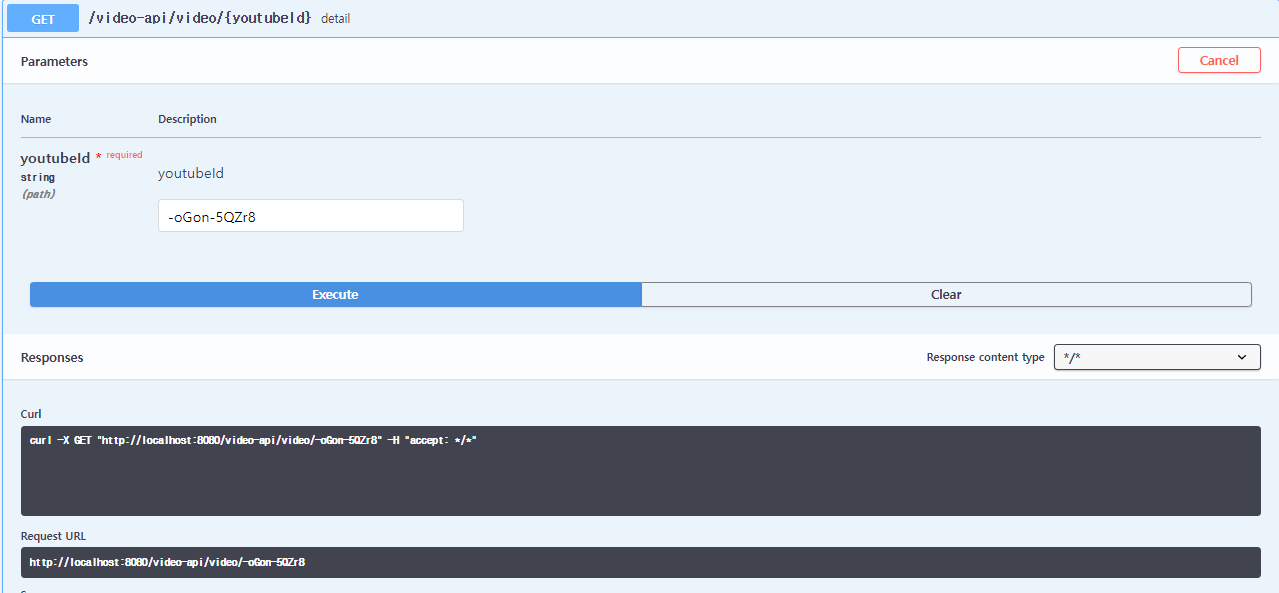 GET /video-api/video/{youtubeId} detail
Parameters Cancel
Name Description
youtubeId * required
string
(path)
youtubeId
-oGon-5QZr8
Execute Clear
Responses Response content type */*
Curl
curl -X GET "http://localhost:8080/video-api/video/-oGon-5QZr8" -H "accept: */*"
Request URL
http://localhost:8080/video-api/video/-oGon-5QZr8